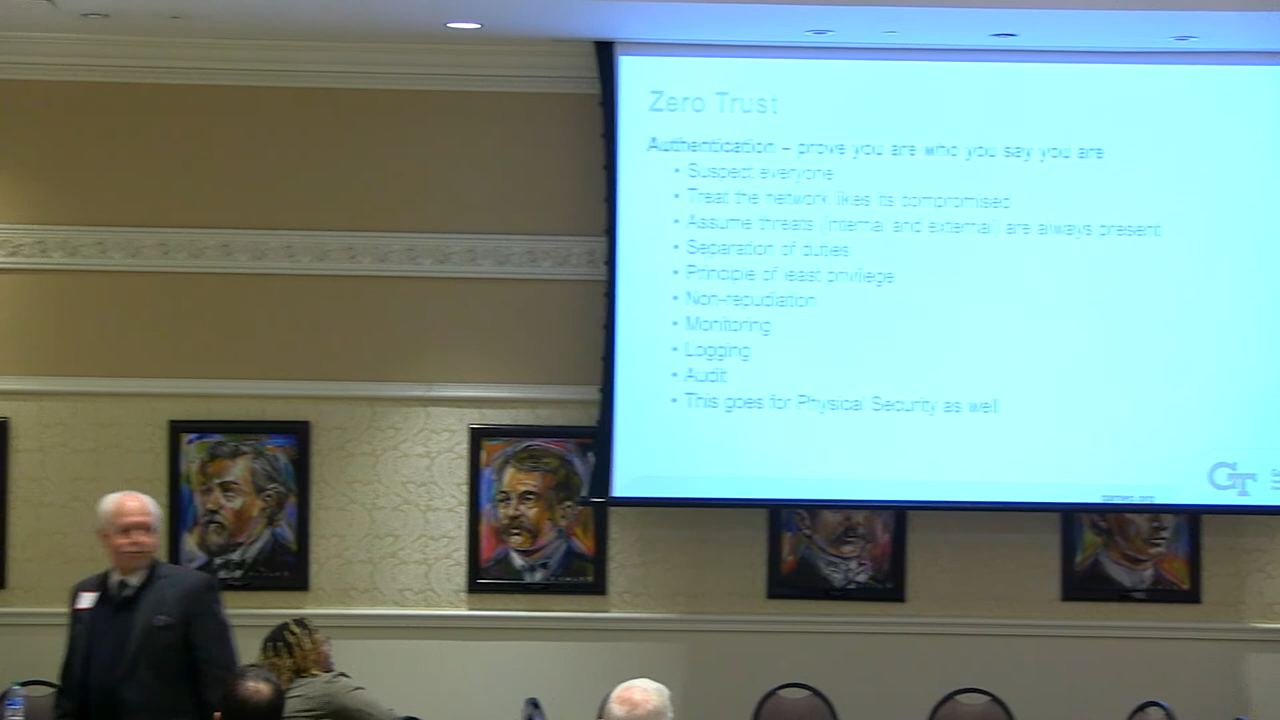 Zero Trust
Authentication – prove you are who you say you are
• Suspect everyone
• Treat the network likes its compromised
• Assume threats (internal and external) are always present
• Separation of duties
• Principle of least privilege
• Non-repudiation
• Monitoring
• Logging
• Audit
• This goes for Physical Security as well
GT
gamep.org